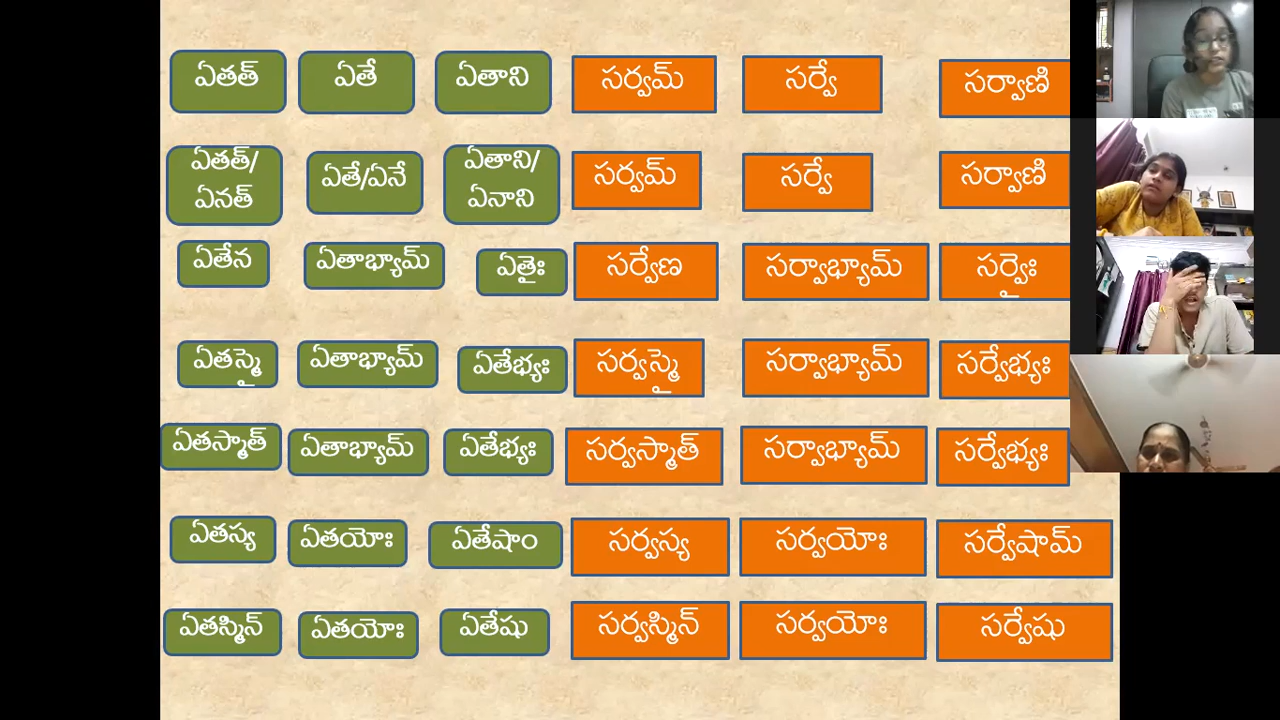 ఏతత్ ఏతే ఏతాని సర్వమ్ సర్వే సర్వాణి
ఏతత్/ ఏతే/ఏనే ఏతాని/ సర్వమ్ సర్వే సర్వాణి
ఏనత్ ఏనాని
ఏతేన ఏతాభ్యామ్ ఏతైః సర్వేణ సర్వాభ్యామ్ సర్వైః
ఏతస్మై ఏతాభ్యామ్ ఏతేభ్యః సర్వస్మై సర్వాభ్యామ్ సర్వేభ్యః
ఏతస్మాత్ ఏతాభ్యామ్ ఏతేభ్యః సర్వస్మాత్ సర్వాభ్యామ్ సర్వేభ్యః
ఏతస్య ఏతయోః ఏతేషాం సర్వస్య సర్వయోః సర్వేషామ్
ఏతస్మిన్ ఏతయోః ఏతేషు సర్వస్మిన్ సర్వయోః సర్వేషు